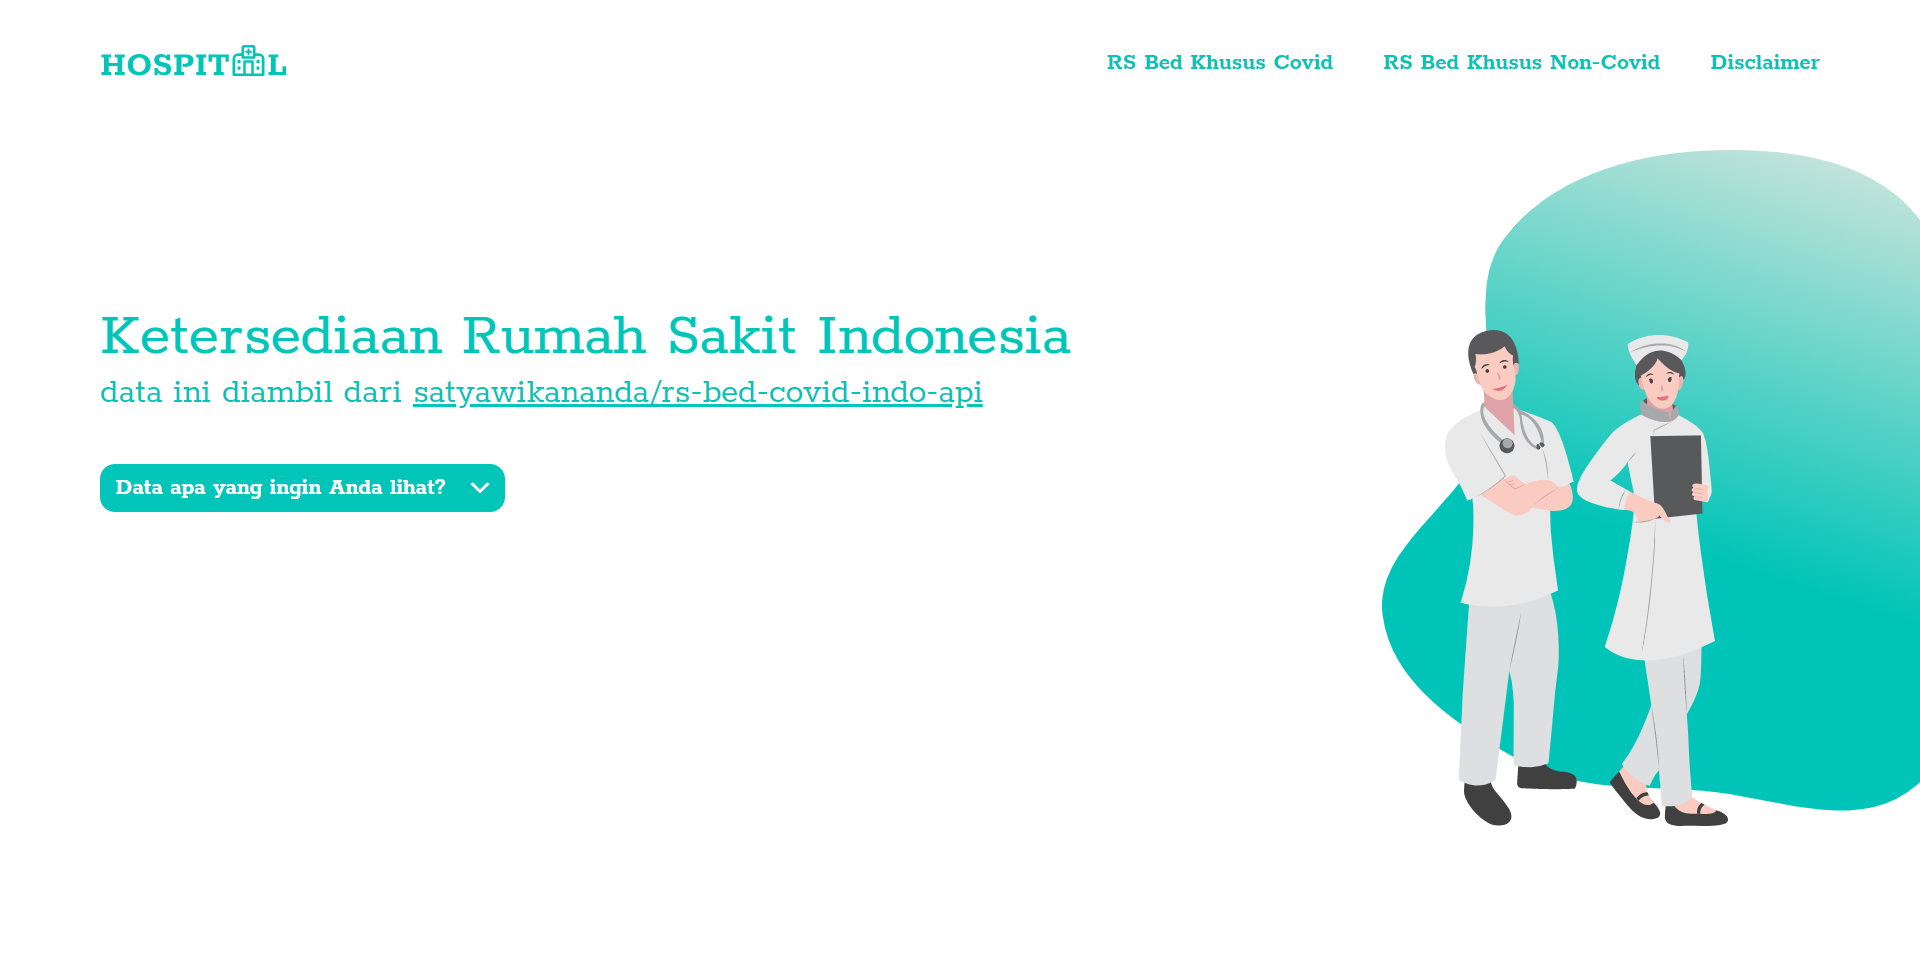 HOSPITAL
RS Bed Khusus Covid
RS Bed Khusus Non-Covid
Disclaimer
Ketersediaan Rumah Sakit Indonesia
data ini diambil dari satyawikananda/rs-bed-covid-indo-api
Data apa yang ingin Anda lihat?